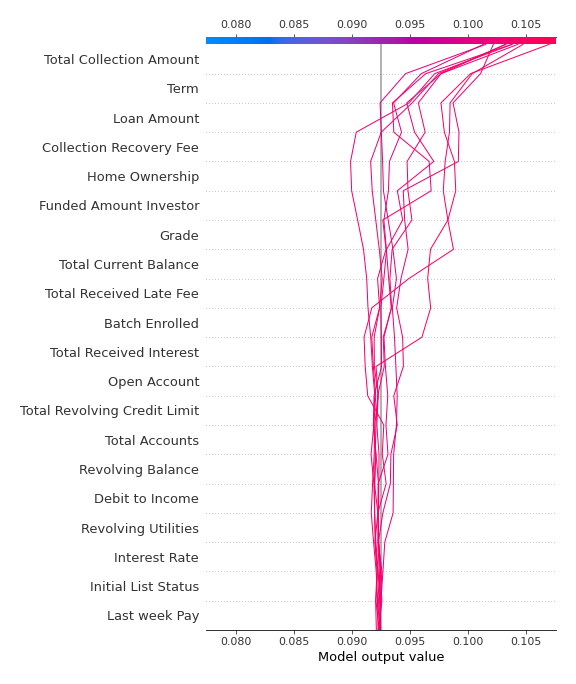 0.080 0.085 0.090 0.095 0.100 0.105
Total Collection Amount
Term
Loan Amount
Collection Recovery Fee
Home Ownership
Funded Amount Investor
Grade
Total Current Balance
Total Received Late Fee
Batch Enrolled
Total Received Interest
Open Account
Total Revolving Credit Limit
Total Accounts
Revolving Balance
Debit to Income
Revolving Utilities
Interest Rate
Initial List Status
Last week Pay
0.080 0.085 0.090 0.095 0.100 0.105
Model output value